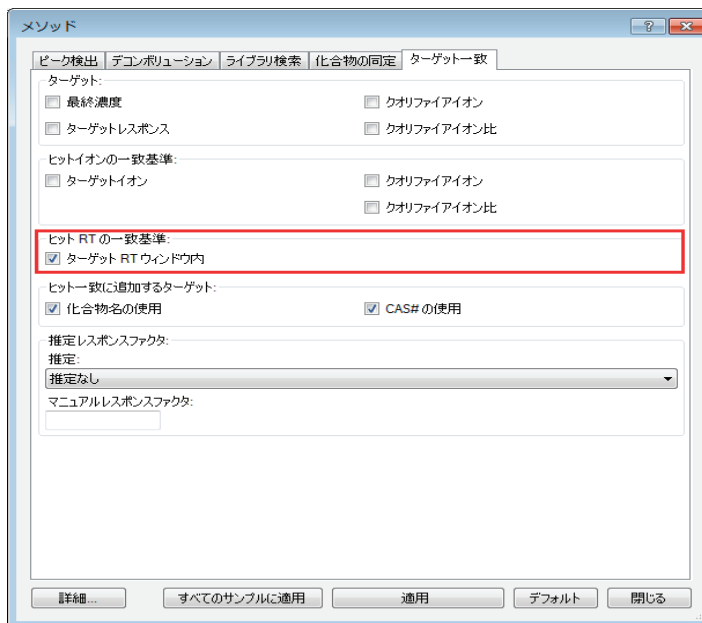 メソッド
ピーク検出 デコンボリューション ライブラリ検索 化合物の同定 ターゲット一致
ターゲット:
最終濃度 クオリファイアイオン
ターゲットレスポンス クオリファイアイオン比
ヒットイオンの一致基準:
ターゲットイオン クオリファイアイオン
クオリファイアイオン比
ヒット RT の一致基準:
ターゲット RT ウィンドウ内
ヒット一致に追加するターゲット:
化合物名の使用 CAS# の使用
推定レスポンスファクタ:
推定:
推定なし
マニュアルレスポンスファクタ:
詳細... すべてのサンプルに適用 適用 デフォルト 閉じる